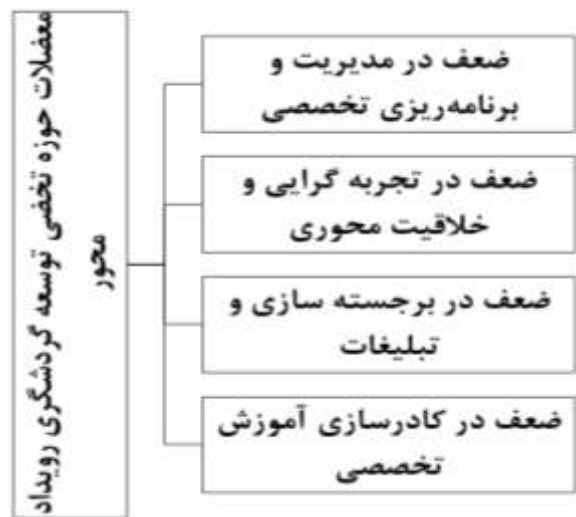 معضلات حوزه تخضی توسعه گردشگری رویداد
محور
ضعف در مدیریت و
برنامه‌ریزی تخصصی
ضعف در تجربه گرایی و
خلاقیت محوری
ضعف در برجسته سازی و
تبلیغات
ضعف در کادرسازی آموزش
تخصصی